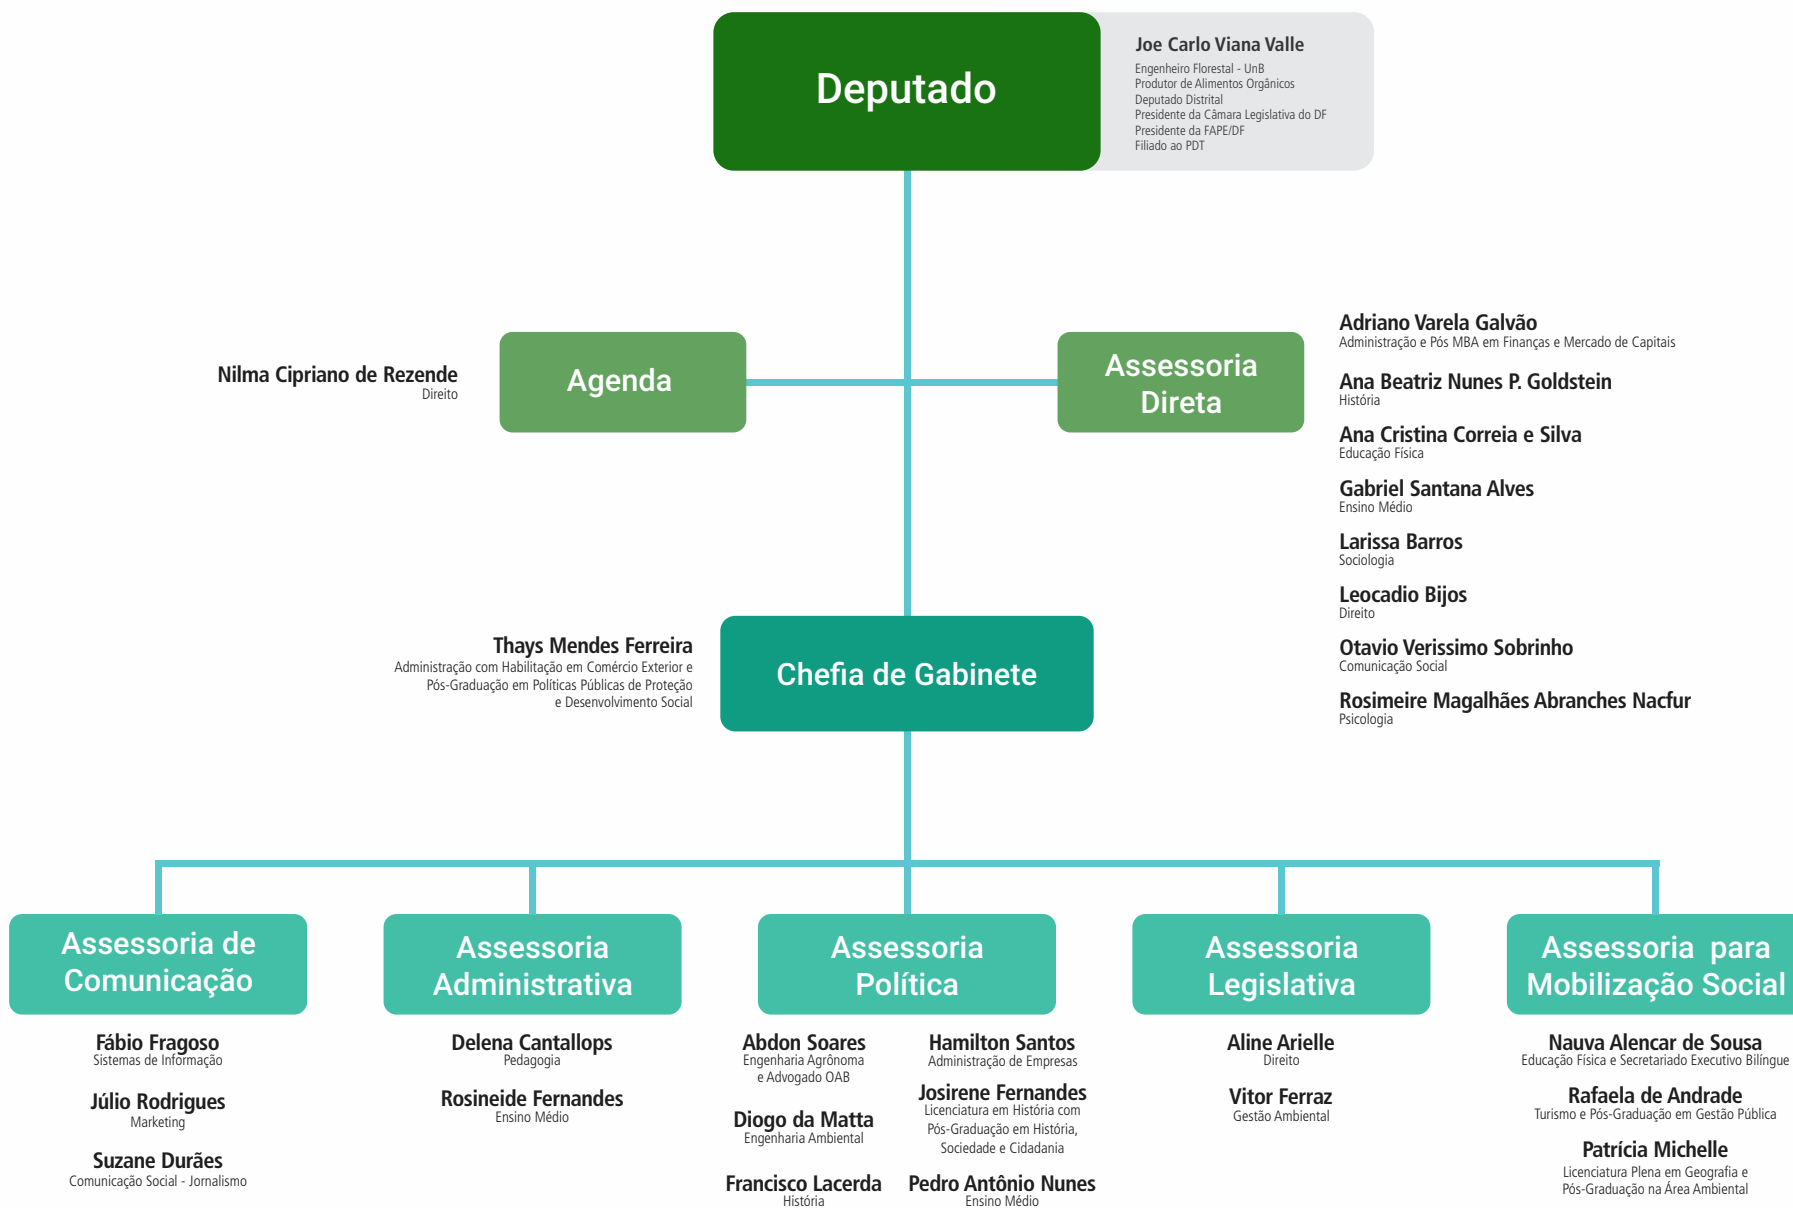 Deputado
Joe Carlo Viana Valle
Engenheiro Florestal - UnB
Produtor de Alimentos Orgânicos
Deputado Distrital
Presidente da Câmara Legislativa do DF
Presidente da FAPE/DF
Filiado ao PDT
Nilma Cipriano de Rezende
Direito
Agenda
Assessoria
Direta
Adriano Varela Galvão
Administração e Pós MBA em Finanças e Mercado de Capitais
Ana Beatriz Nunes P. Goldstein
História
Ana Cristina Correia e Silva
Educação Física
Gabriel Santana Alves
Ensino Médio
Larissa Barros
Sociologia
Leocadio Bijos
Direito
Otavio Verissimo Sobrinho
Comunicação Social
Rosimeire Magalhães Abranches Nacfur
Psicologia
Thays Mendes Ferreira
Administração com Habilitação em Comércio Exterior e
Pós-Graduação em Políticas Públicas de Proteção
e Desenvolvimento Social
Chefia de Gabinete
Assessoria de
Comunicação
Fábio Fragoso
Sistemas de Informação
Júlio Rodrigues
Marketing
Suzane Durães
Comunicação Social - Jornalismo
Assessoria
Administrativa
Delena Cantallops
Pedagogia
Rosineide Fernandes
Ensino Médio
Assessoria
Política
Abdon Soares
Engenharia Agrônoma
e Advogado OAB
Diogo da Matta
Engenharia Ambiental
Francisco Lacerda
História
Hamilton Santos
Administração de Empresas
Josirene Fernandes
Licenciatura em História com
Pós-Graduação em História,
Sociedade e Cidadania
Pedro Antônio Nunes
Ensino Médio
Assessoria
Legislativa
Aline Arielle
Direito
Vitor Ferraz
Gestão Ambiental
Assessoria para
Mobilização Social
Nauva Alencar de Sousa
Educação Física e Secretariado Executivo Bilíngue
Rafaela de Andrade
Turismo e Pós-Graduação em Gestão Pública
Patrícia Michelle
Licenciatura Plena em Geografia e
Pós-Graduação na Área Ambiental